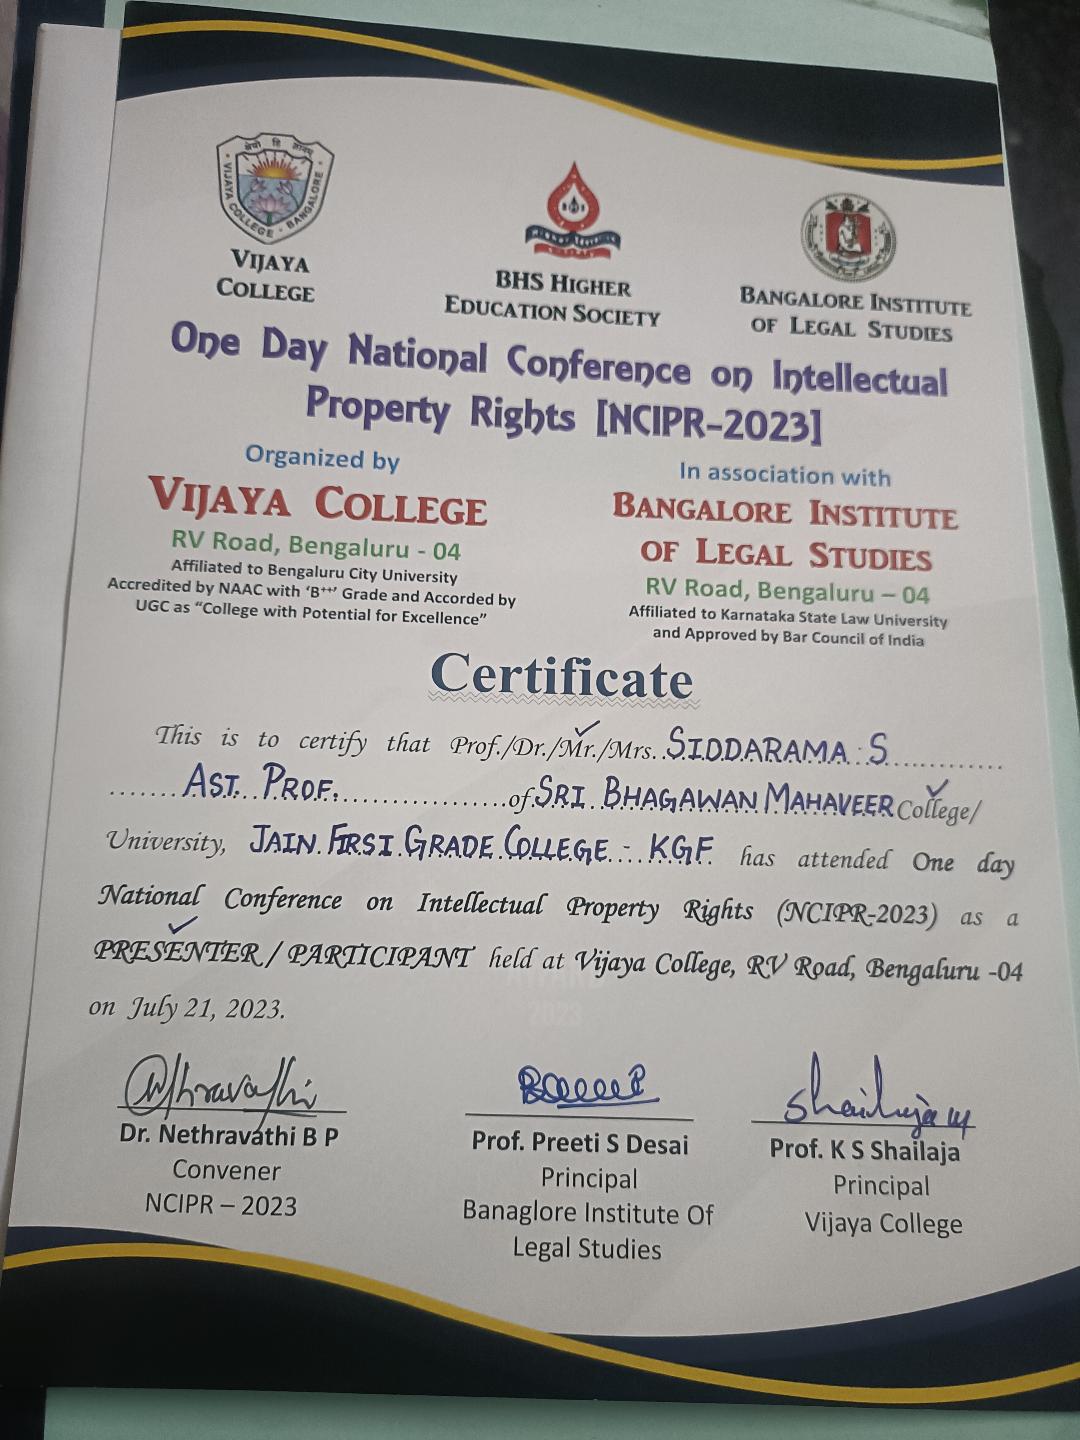 श्रेयो हि ज्ञानम्
VIJAYA COLLEGE - BANGALORE
VIJAYA
COLLEGE
BHS HIGHER
EDUCATION SOCIETY
BANGALORE INSTITUTE
OF LEGAL STUDIES
One Day National Conference on Intellectual
Property Rights [NCIPR-2023]
Organized by
VIJAYA COLLEGE
RV Road, Bengaluru - 04
Affiliated to Bengaluru City University
Accredited by NAAC with ‘B++’ Grade and Accorded by
UGC as “College with Potential for Excellence”
In association with
BANGALORE INSTITUTE
OF LEGAL STUDIES
RV Road, Bengaluru – 04
Affiliated to Karnataka State Law University
and Approved by Bar Council of India
Certificate
This is to certify that Prof./Dr./Mr./Mrs. SIDDARAMA S
AST. PROF. of SRI BHAGAWAN MAHAVEER College/
University, JAIN FIRST GRADE COLLEGE - KGF has attended One day
National Conference on Intellectual Property Rights (NCIPR-2023) as a
PRESENTER / PARTICIPANT held at Vijaya College, RV Road, Bengaluru -04
on July 21, 2023.
Dr. Nethravathi B P
Convener
NCIPR – 2023
Prof. Preeti S Desai
Principal
Banaglore Institute Of
Legal Studies
Shailaja
Prof. K S Shailaja
Principal
Vijaya College